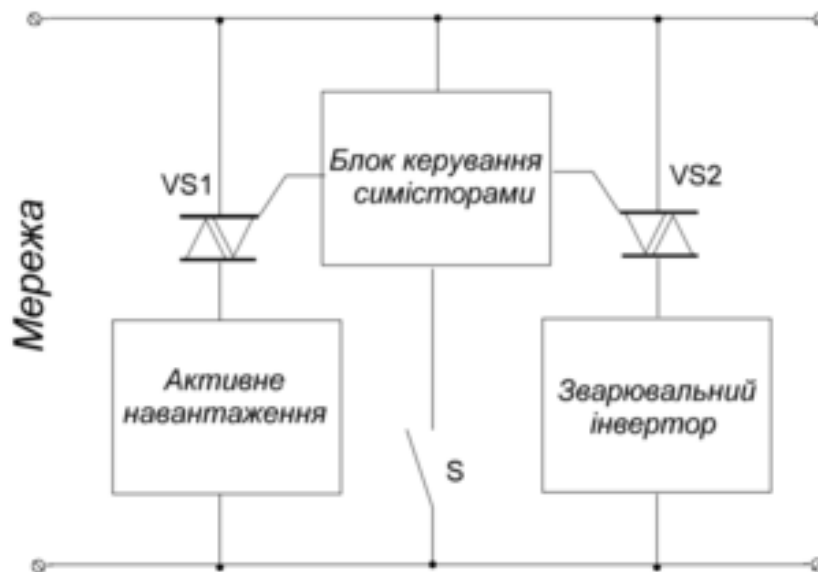 Мережа
VS1
Блок керування
симісторами
VS2
Активне
навантаження
S
Зварювальний
інвертор